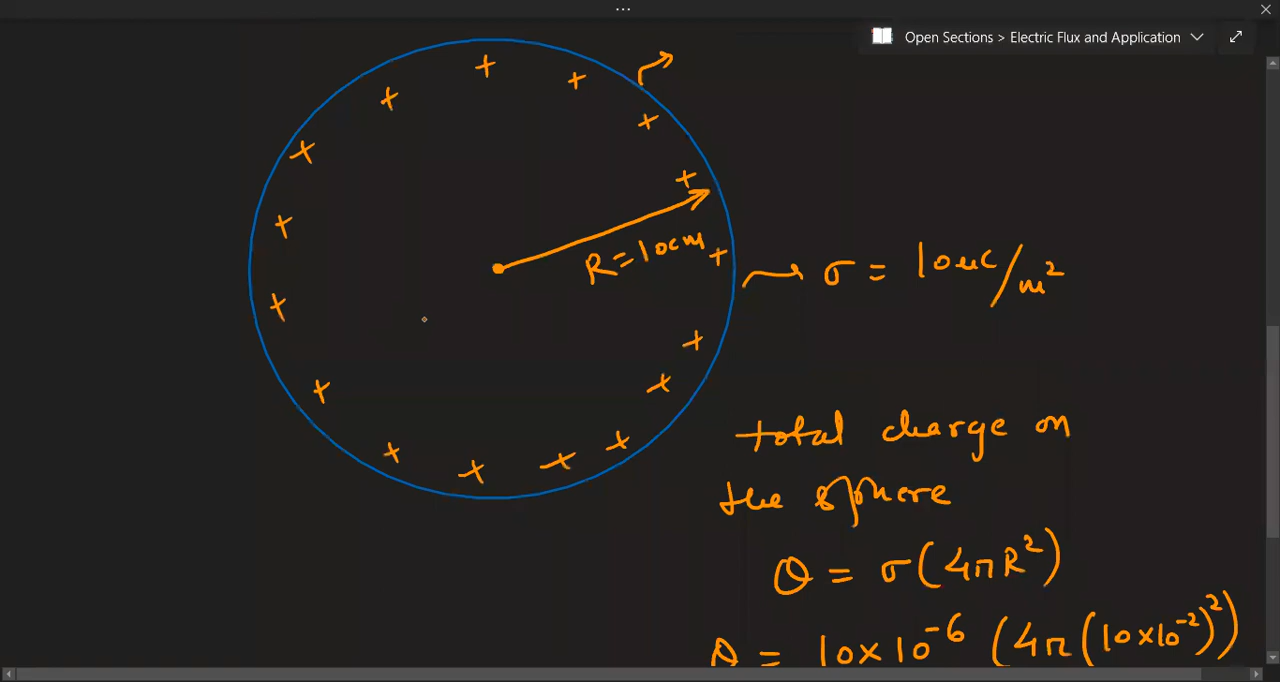 ...
Open Sections > Electric Flux and Application
+ + + + + + + + + + + + + + + + + +
R=10cm
σ = 10uc/m²
total charge on
the sphere
Q = σ(4πR²)
Q = 10×10⁻⁶ (4π(10×10⁻²)²)